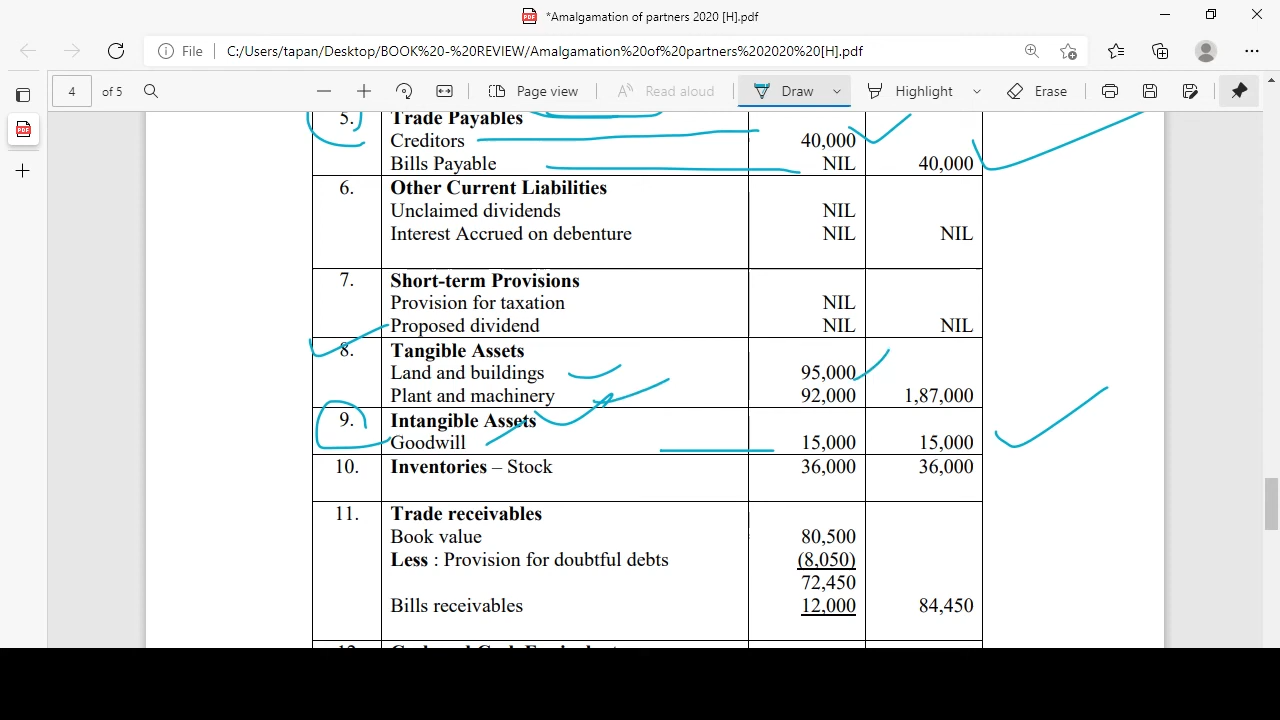 *Amalgamation of partners 2020 [H].pdf
File C:/Users/tapan/Desktop/BOOK%20-%20REVIEW/Amalgamation%20of%20partners%202020%20[H].pdf
4 of 5 Page view Read aloud Draw Highlight Erase
5. Trade Payables
Creditors 40,000
Bills Payable NIL 40,000
6. Other Current Liabilities
Unclaimed dividends NIL
Interest Accrued on debenture NIL NIL
7. Short-term Provisions
Provision for taxation NIL
Proposed dividend NIL NIL
8. Tangible Assets
Land and buildings 95,000
Plant and machinery 92,000 1,87,000
9. Intangible Assets
Goodwill 15,000 15,000
10. Inventories – Stock 36,000 36,000
11. Trade receivables
Book value 80,500
Less : Provision for doubtful debts (8,050)
72,450
Bills receivables 12,000 84,450